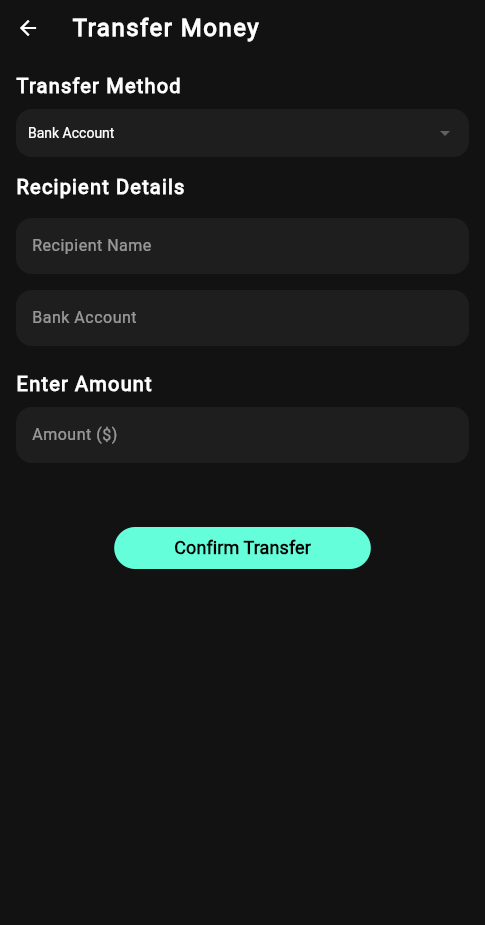 Transfer Money
Transfer Method
Bank Account
Recipient Details
Recipient Name
Bank Account
Enter Amount
Amount ($)
Confirm Transfer